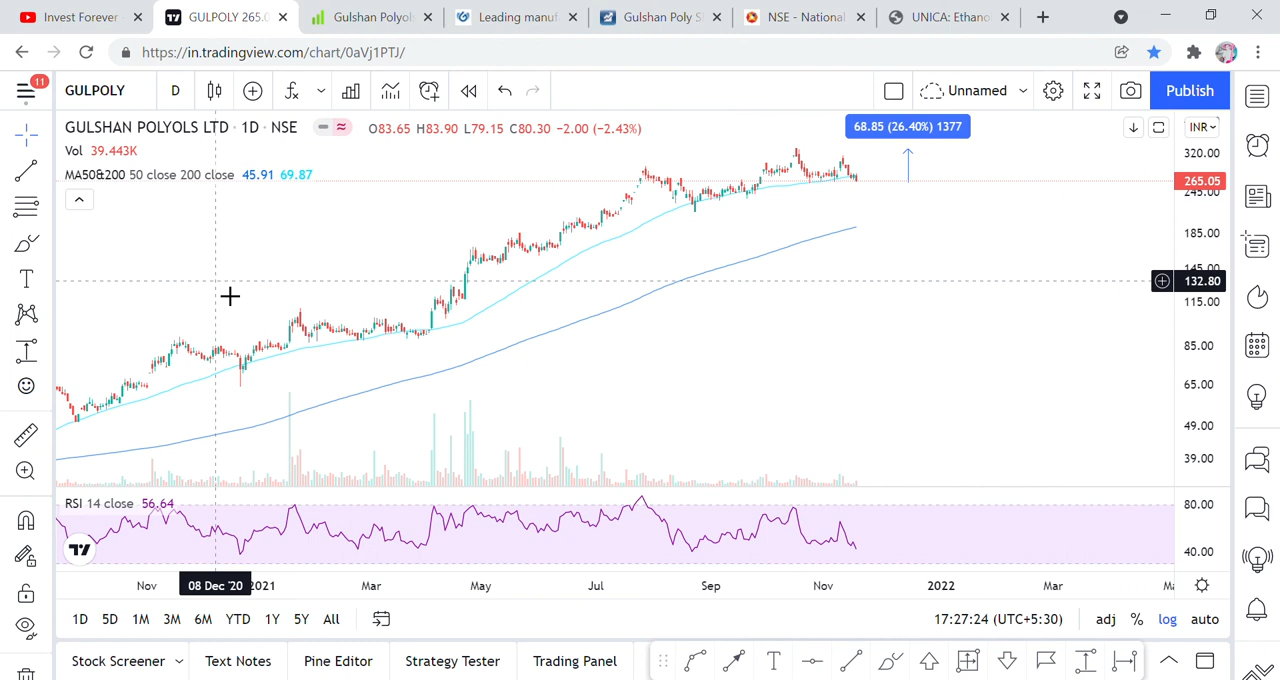 Invest Forever -
GULPOLY 265.0
Gulshan Polyols
Leading manuf
Gulshan Poly S
NSE - National
UNICA: Ethano
https://in.tradingview.com/chart/0aVj1PTJ/
11
GULPOLY
D
Unnamed
Publish
GULSHAN POLYOLS LTD · 1D · NSE
O83.65 H83.90 L79.15 C80.30 −2.00 (−2.43%)
68.85 (26.40%) 1377
INR
Vol 39.443K
MA50&200 50 close 200 close 45.91 69.87
320.00
265.05
245.00
185.00
145.00
132.80
115.00
85.00
65.00
49.00
39.00
RSI 14 close 56.64
80.00
40.00
Nov
08 Dec '20
2021
Mar
May
Jul
Sep
Nov
2022
Mar
1D 5D 1M 3M 6M YTD 1Y 5Y All
17:27:24 (UTC+5:30)
adj % log auto
Stock Screener
Text Notes
Pine Editor
Strategy Tester
Trading Panel